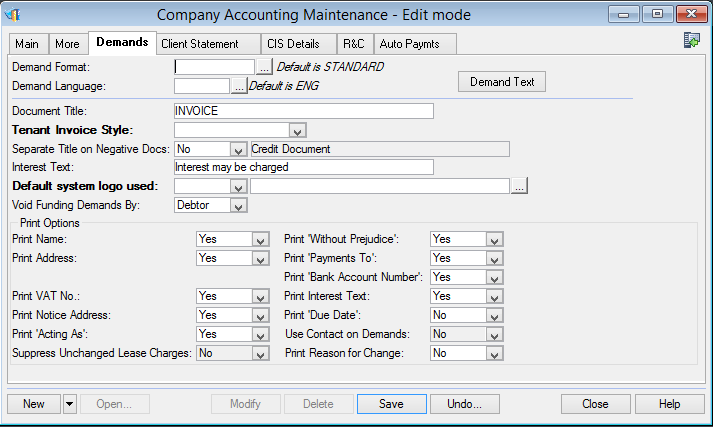 Company Accounting Maintenance - Edit mode
Main More Demands Client Statement CIS Details R&C Auto Paymts
Demand Format: ... Default is STANDARD
Demand Language: ... Default is ENG Demand Text
Document Title: INVOICE
Tenant Invoice Style:
Separate Title on Negative Docs: No Credit Document
Interest Text: Interest may be charged
Default system logo used: ...
Void Funding Demands By: Debtor
Print Options
Print Name: Yes Print 'Without Prejudice': Yes
Print Address: Yes Print 'Payments To': Yes
Print 'Bank Account Number': Yes
Print VAT No.: Yes Print Interest Text: Yes
Print Notice Address: Yes Print 'Due Date': No
Print 'Acting As': Yes Use Contact on Demands: No
Suppress Unchanged Lease Charges: No Print Reason for Change: No
New Open... Modify Delete Save Undo... Close Help